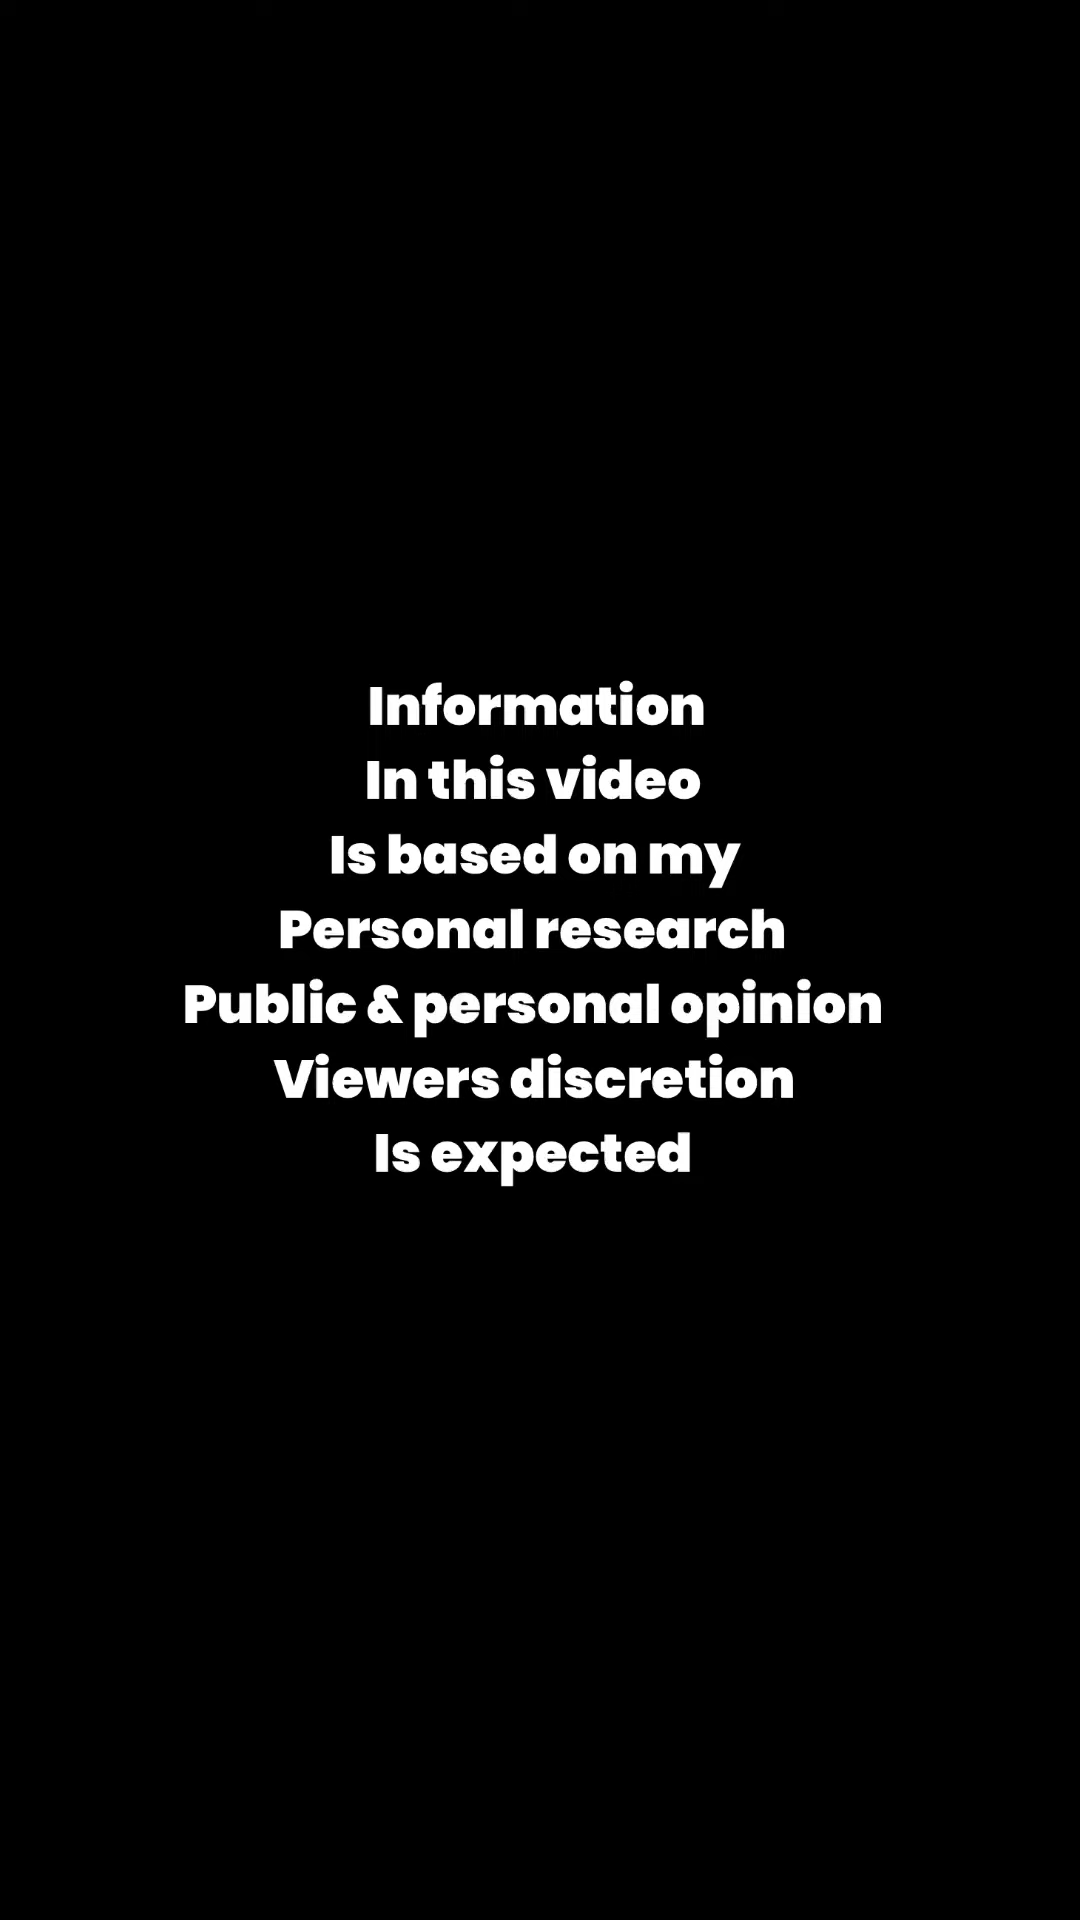 Information
In this video
Is based on my
Personal research
Public & personal opinion
Viewers discretion
Is expected